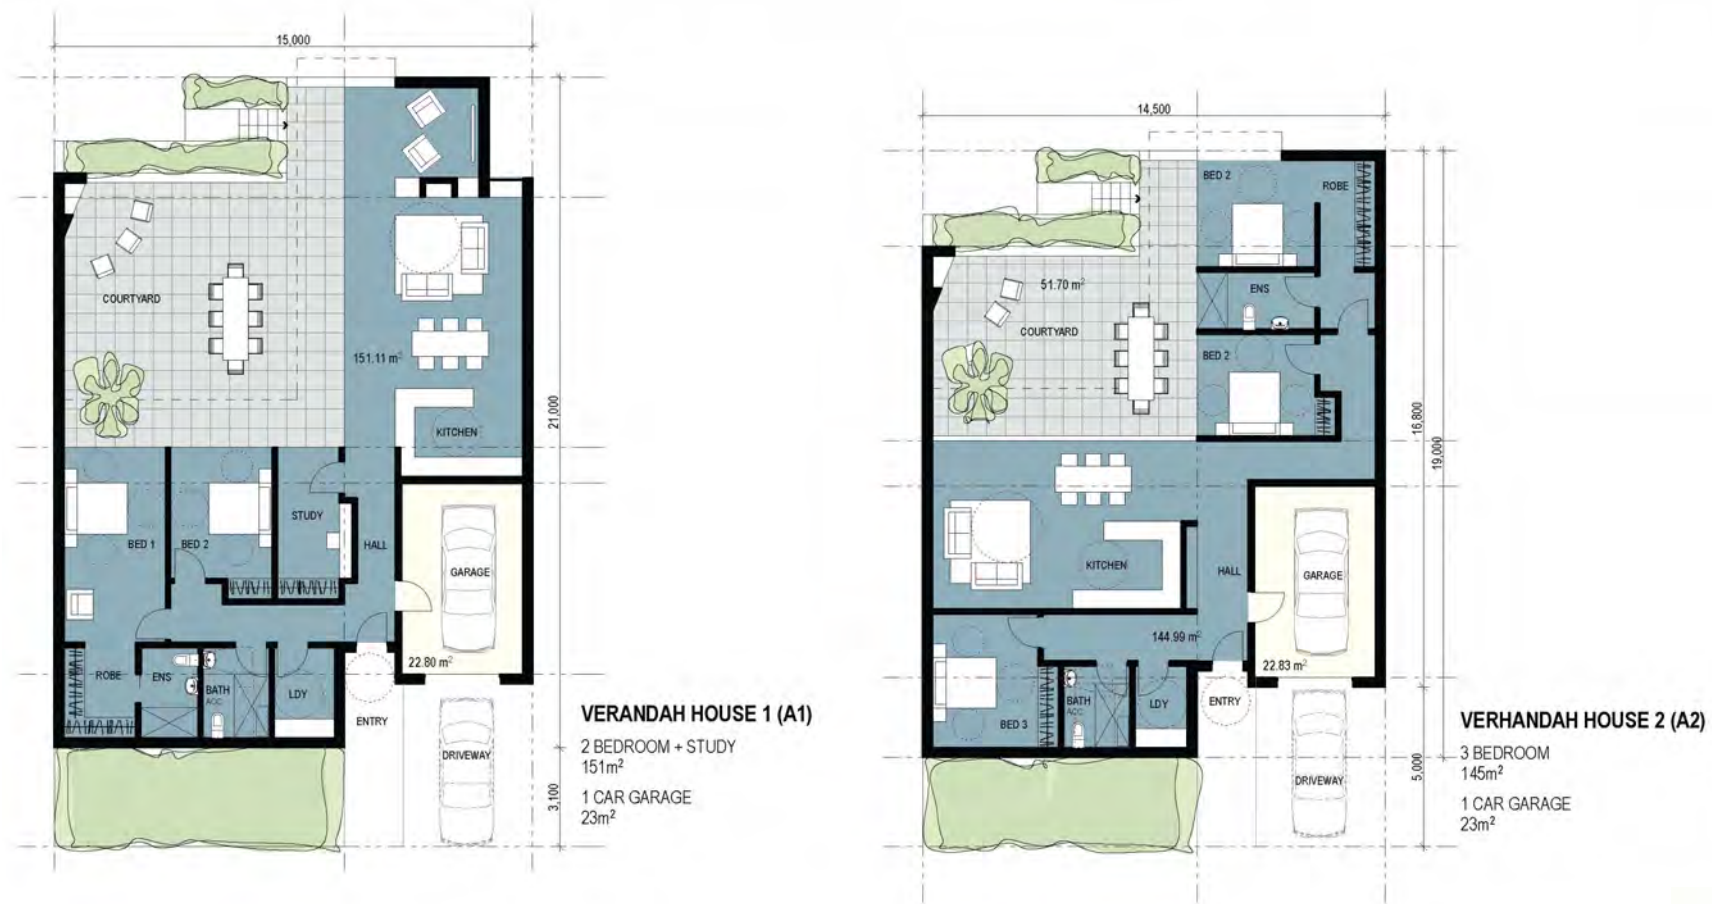 15,000
COURTYARD
151.11 m²
KITCHEN
21,000
STUDY
BED 1
BED 2
HALL
GARAGE
22.80 m²
ROBE
ENS
BATH
ACC
LDY
ENTRY
DRIVEWAY
3,100
VERANDAH HOUSE 1 (A1)
2 BEDROOM + STUDY
151m²
1 CAR GARAGE
23m²
14,500
BED 2
ROBE
ENS
51.70 m²
COURTYARD
BED 2
16,800
19,000
KITCHEN
HALL
GARAGE
144.99 m²
22.83 m²
BED 3
BATH
ACC
LDY
ENTRY
DRIVEWAY
5,000
VERHANDAH HOUSE 2 (A2)
3 BEDROOM
145m²
1 CAR GARAGE
23m²